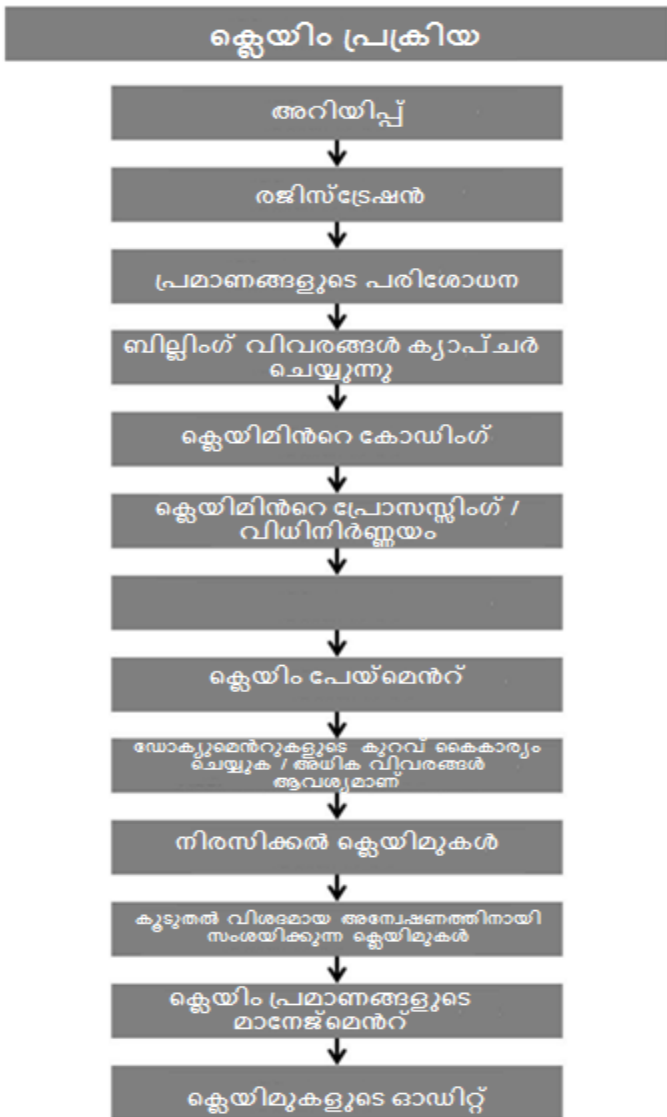 ക്ലെയിം പ്രക്രിയ
അറിയിപ്പ്
രജിസ്ട്രേഷൻ
പ്രമാണങ്ങളുടെ പരിശോധന
ബില്ലിംഗ് വിവരങ്ങൾ ക്യാപ്ചർ
ചെയ്യുന്നു
ക്ലെയിമിൻറെ കോഡിംഗ്
ക്ലെയിമിൻറെ പ്രോസസ്സിംഗ് /
വിധിനിർണ്ണയം
ക്ലെയിം പേയ്മെൻറ്
ഡോക്യുമെൻറുകളുടെ കുറവ് കൈകാര്യം
ചെയ്യുക / അധിക വിവരങ്ങൾ
ആവശ്യമാണ്
നിരസിക്കൽ ക്ലെയിമുകൾ
കൂടുതൽ വിശദമായ അന്വേഷണത്തിനായി
സംശയിക്കുന്ന ക്ലെയിമുകൾ
ക്ലെയിം പ്രമാണങ്ങളുടെ
മാനേജ്മെൻറ്
ക്ലെയിമുകളുടെ ഓഡിറ്റ്